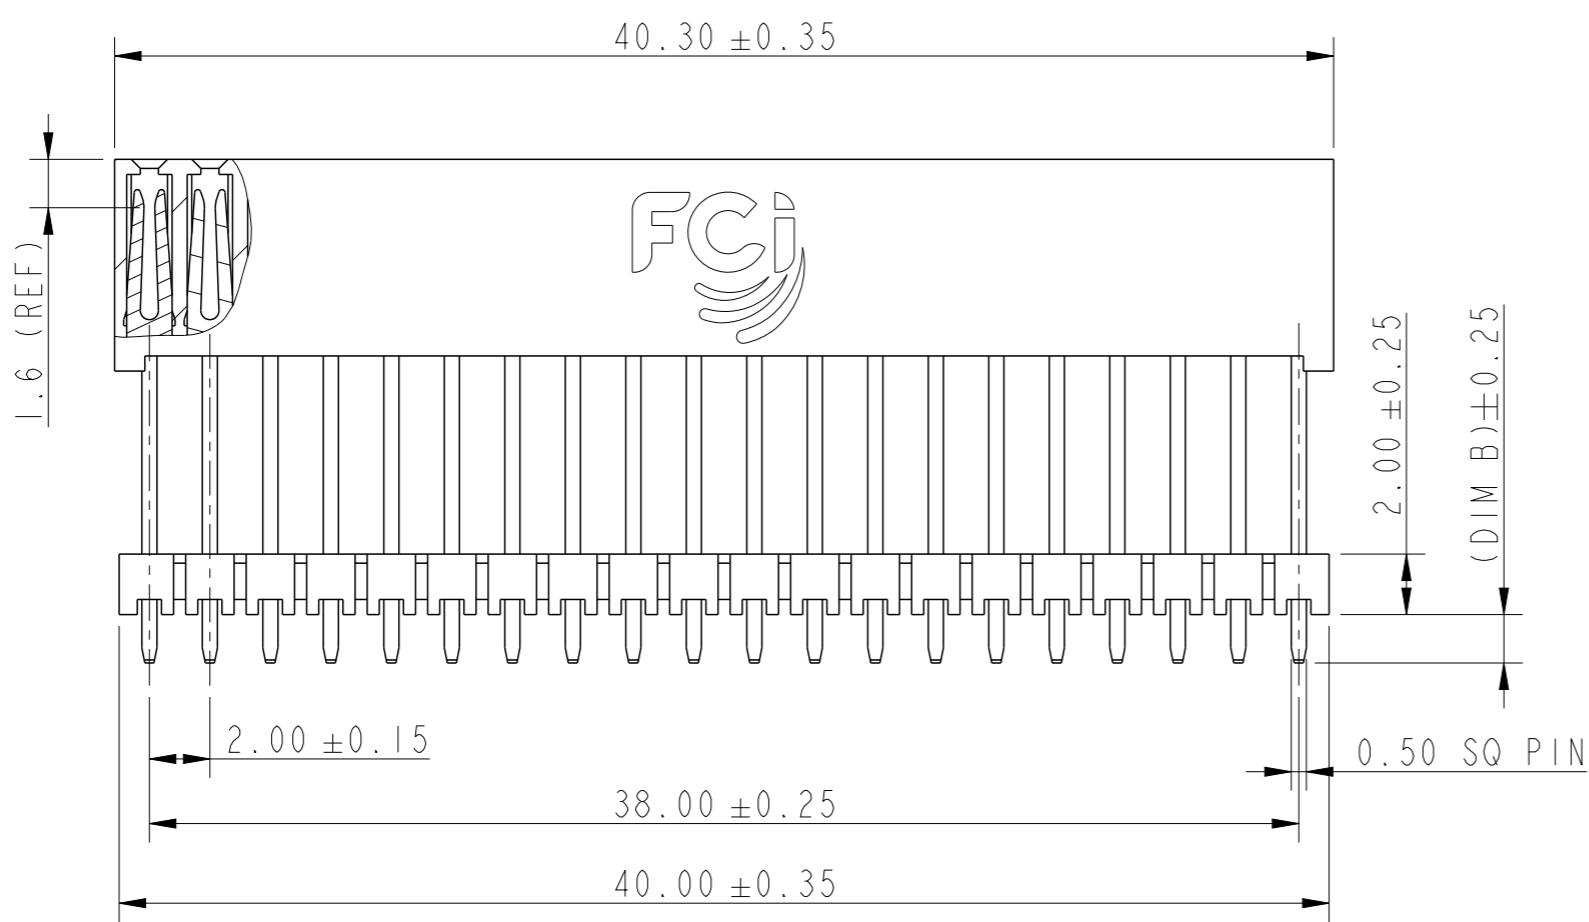 40.30 ±0.35
FCi
1.6 (REF)
2.00 ±0.25
(DIM B)±0.25
2.00 ±0.15
0.50 SQ PIN
38.00 ±0.25
40.00 ±0.35